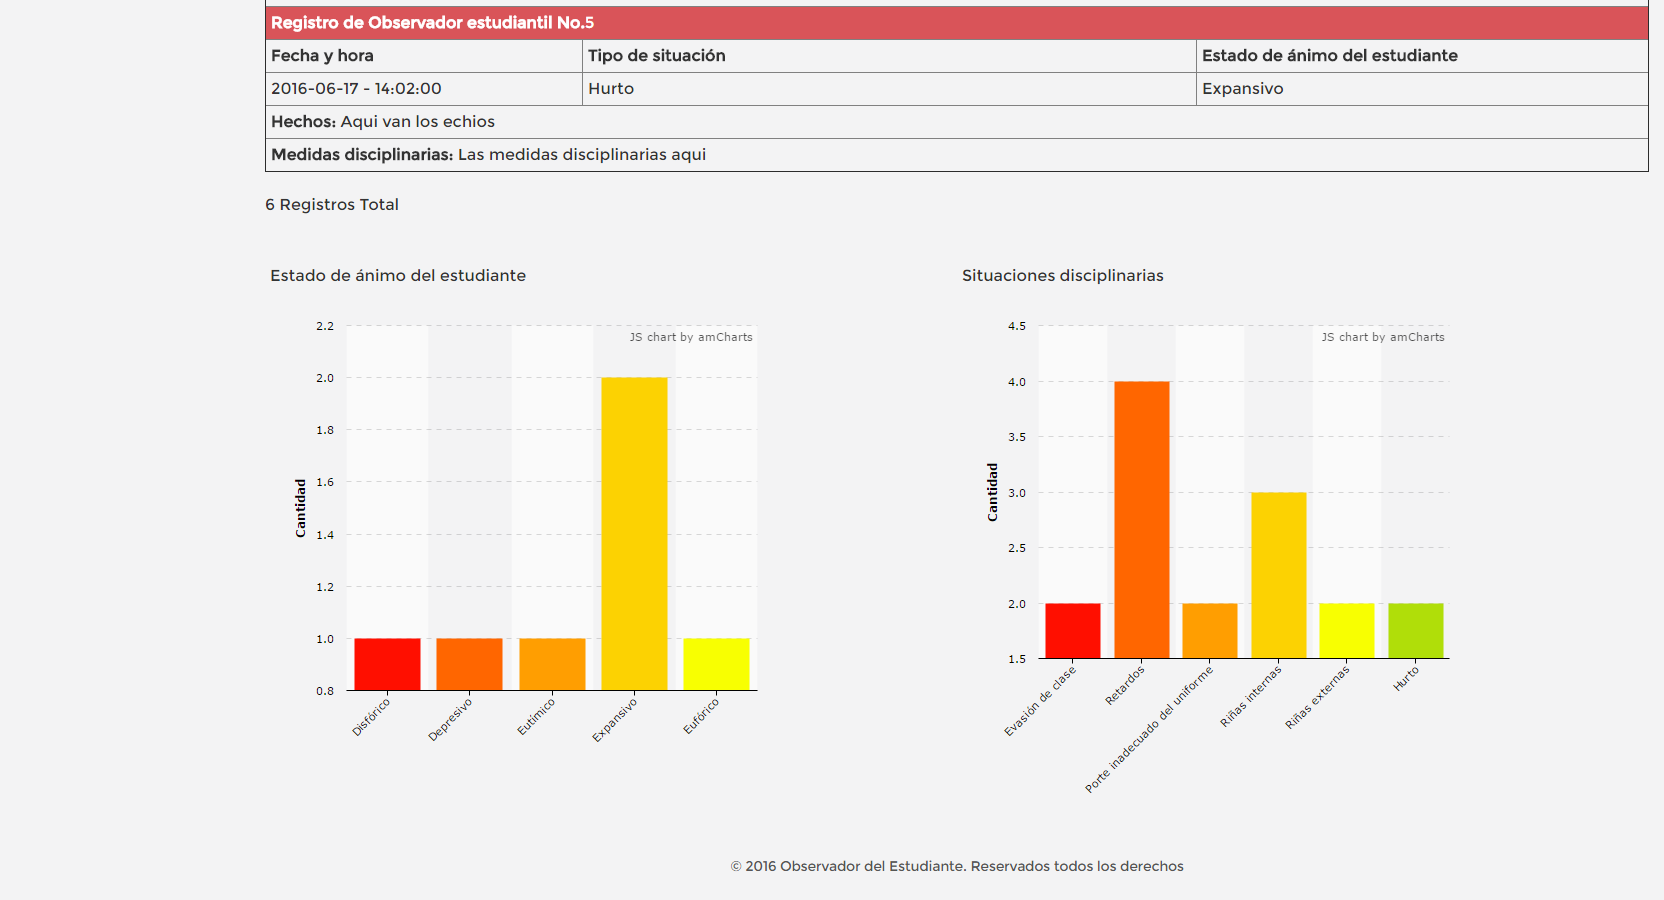 Registro de Observador estudiantil No.5
Fecha y hora Tipo de situación Estado de ánimo del estudiante
2016-06-17 - 14:02:00 Hurto Expansivo
Hechos: Aqui van los echios
Medidas disciplinarias: Las medidas disciplinarias aqui
6 Registros Total
Estado de ánimo del estudiante
JS chart by amCharts
Cantidad
2.2
2.0
1.8
1.6
1.4
1.2
1.0
0.8
Disfórico
Depresivo
Eutímico
Expansivo
Eufórico
Situaciones disciplinarias
JS chart by amCharts
Cantidad
4.5
4.0
3.5
3.0
2.5
2.0
1.5
Evasión de clase
Retardos
Porte inadecuado del uniforme
Riñas internas
Riñas externas
Hurto
© 2016 Observador del Estudiante. Reservados todos los derechos